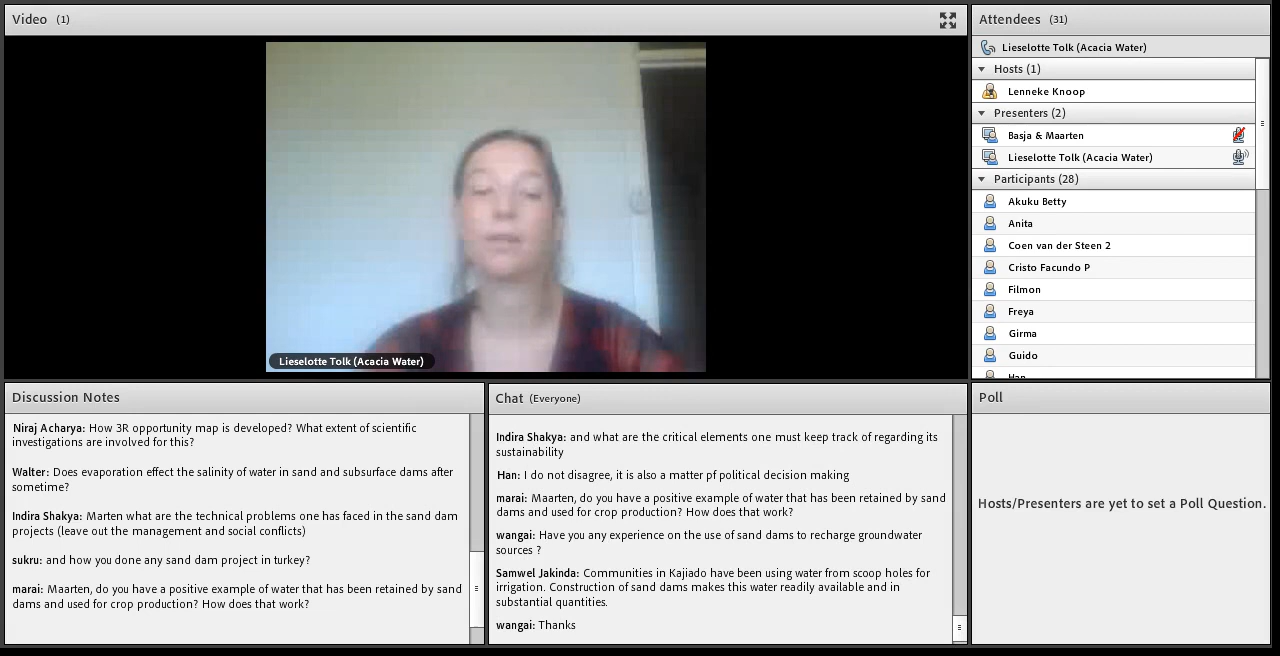 Video (1)
Lieselotte Tolk (Acacia Water)
Attendees (31)
Lieselotte Tolk (Acacia Water)
Hosts (1)
Lenneke Knoop
Presenters (2)
Basja & Maarten
Lieselotte Tolk (Acacia Water)
Participants (28)
Akuku Betty
Anita
Coen van der Steen 2
Cristo Facundo P
Filmon
Freya
Girma
Guido
Han
Discussion Notes
Niraj Acharya: How 3R opportunity map is developed? What extent of scientific
investigations are involved for this?
Walter: Does evaporation effect the salinity of water in sand and subsurface dams after
sometime?
Indira Shakya: Marten what are the technical problems one has faced in the sand dam
projects (leave out the management and social conflicts)
sukru: and how you done any sand dam project in turkey?
marai: Maarten, do you have a positive example of water that has been retained by sand
dams and used for crop production? How does that work?
Chat (Everyone)
Indira Shakya: and what are the critical elements one must keep track of regarding its
sustainability
Han: I do not disagree, it is also a matter pf political decision making
marai: Maarten, do you have a positive example of water that has been retained by sand
dams and used for crop production? How does that work?
wangai: Have you any experience on the use of sand dams to recharge groundwater
sources ?
Samwel Jakinda: Communities in Kajiado have been using water from scoop holes for
irrigation. Construction of sand dams makes this water readily available and in
substantial quantities.
wangai: Thanks
Poll
Hosts/Presenters are yet to set a Poll Question.